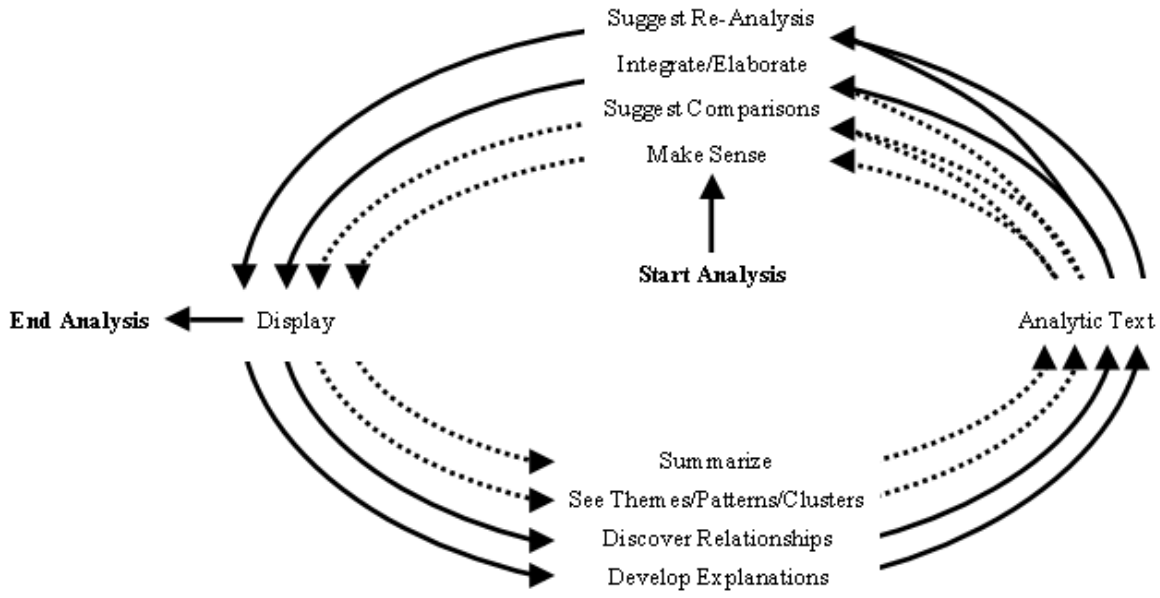 Suggest Re-Analysis
Integrate/Elaborate
Suggest Comparisons
Make Sense
Start Analysis
End Analysis
Display
Analytic Text
Summarize
See Themes/Patterns/Clusters
Discover Relationships
Develop Explanations